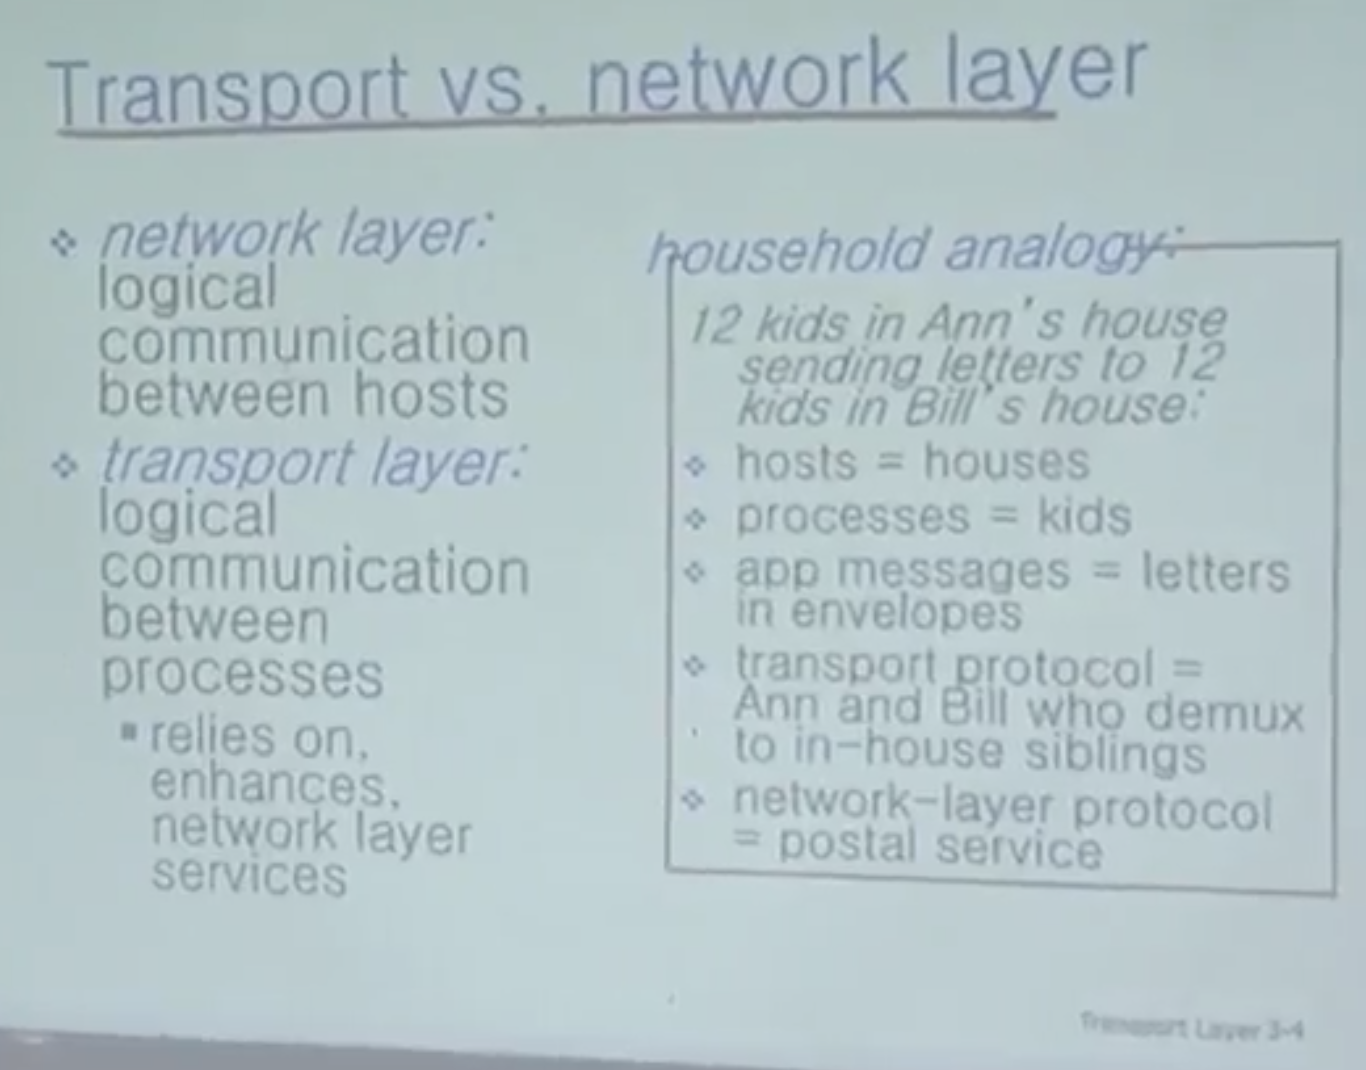 Transport vs. network layer
❖ network layer:
logical
communication
between hosts
❖ transport layer:
logical
communication
between
processes
▪ relies on,
enhances,
network layer
services
household analogy:
12 kids in Ann's house
sending letters to 12
kids in Bill's house:
❖ hosts = houses
❖ processes = kids
❖ app messages = letters
in envelopes
❖ transport protocol =
Ann and Bill who demux
to in-house siblings
❖ network-layer protocol
= postal service
Transport Layer 3-4